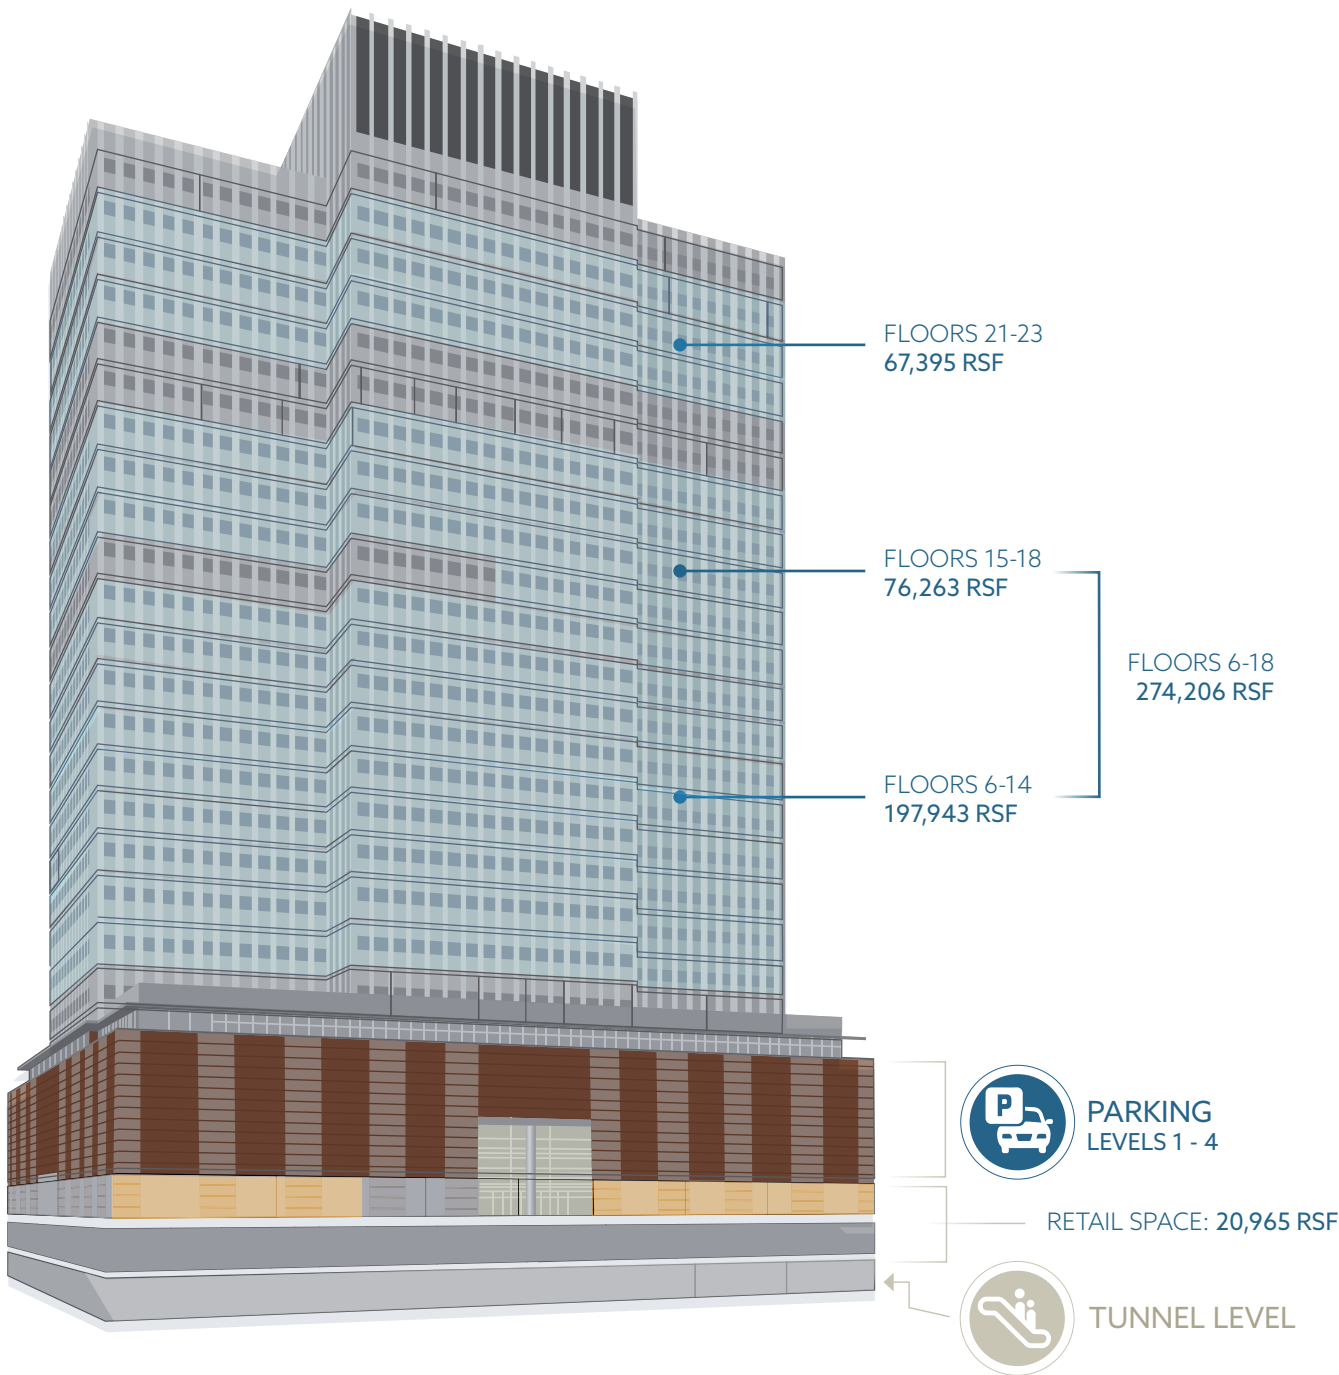 FLOORS 21-23
67,395 RSF
FLOORS 15-18
76,263 RSF
FLOORS 6-18
274,206 RSF
FLOORS 6-14
197,943 RSF
P
PARKING
LEVELS 1 - 4
RETAIL SPACE: 20,965 RSF
TUNNEL LEVEL